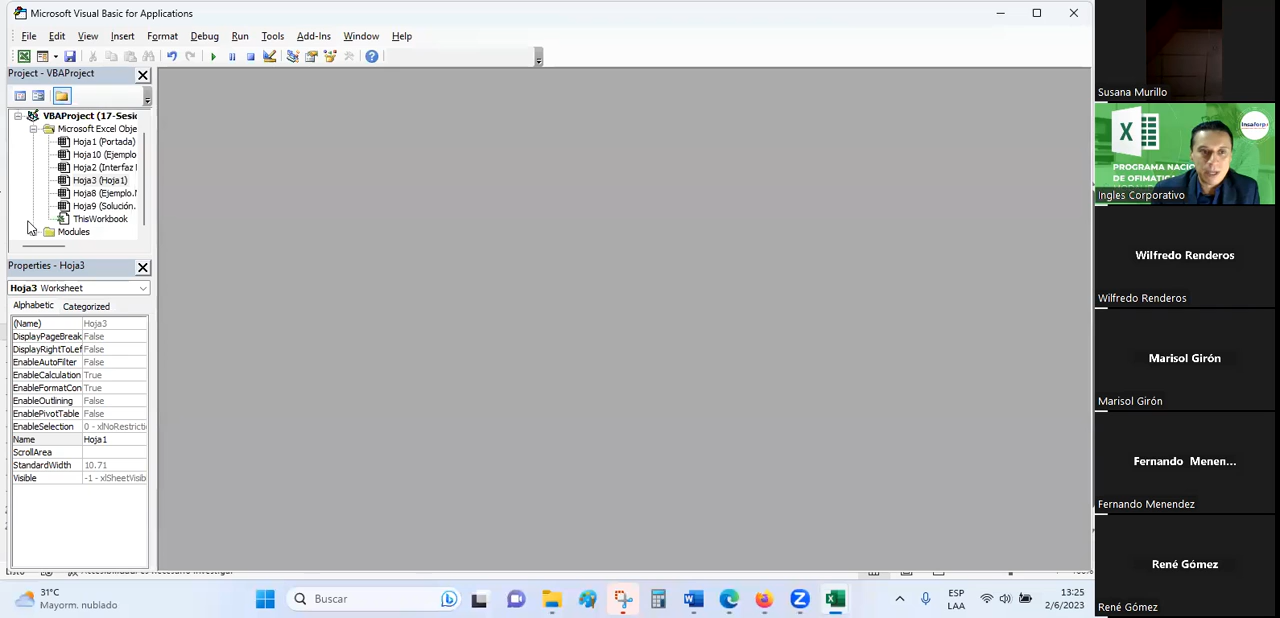 Microsoft Visual Basic for Applications
File Edit View Insert Format Debug Run Tools Add-Ins Window Help
Project - VBAProject
VBAProject (17-Sesic
Microsoft Excel Obje
Hoja1 (Portada)
Hoja10 (Ejemplo
Hoja2 (Interfaz
Hoja3 (Hoja1)
Hoja8 (Ejemplo.
Hoja9 (Solución.
ThisWorkbook
Modules
Properties - Hoja3
Hoja3 Worksheet
Alphabetic Categorized
(Name) Hoja3
DisplayPageBreak False
DisplayRightToLef False
EnableAutoFilter False
EnableCalculation True
EnableFormatCon True
EnableOutlining False
EnablePivotTable False
EnableSelection 0 - xlNoRestricti
Name Hoja1
ScrollArea
StandardWidth 10.71
Visible -1 - xlSheetVisib
31°C
Mayorm. nublado
Buscar
ESP
LAA
13:25
2/6/2023
Susana Murillo
PROGRAMA NACIO
DE OFIMATICA
Insaforp
Ingles Corporativo
Wilfredo Renderos
Wilfredo Renderos
Marisol Girón
Marisol Girón
Fernando Menen...
Fernando Menendez
René Gómez
René Gómez